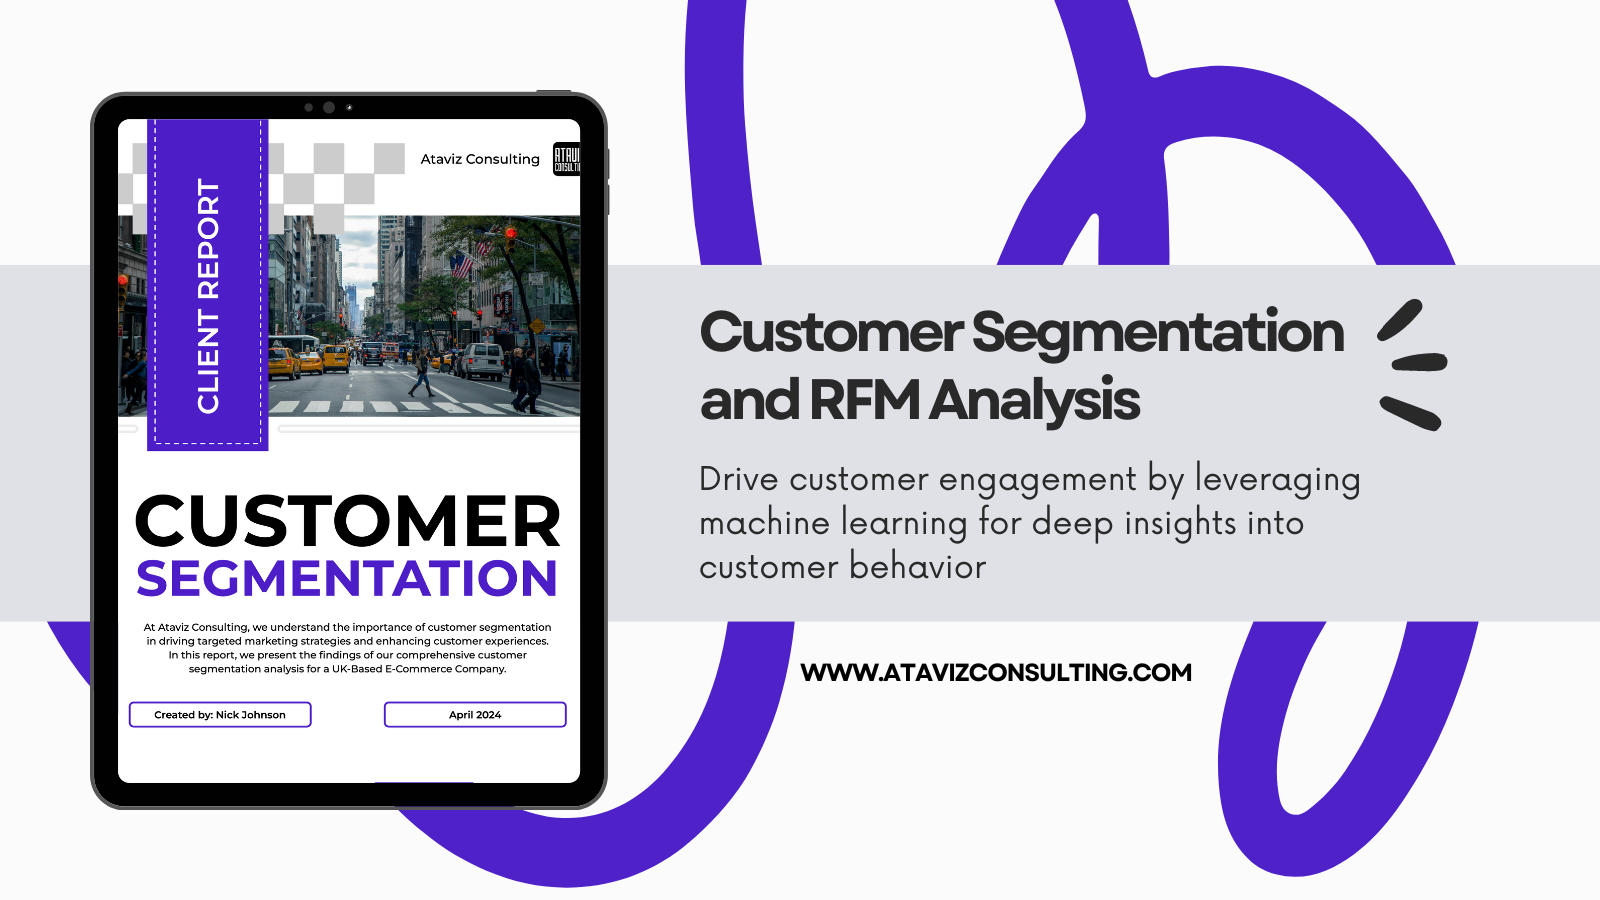 Ataviz Consulting
CLIENT REPORT
CUSTOMER
SEGMENTATION
At Ataviz Consulting, we understand the importance of customer segmentation
in driving targeted marketing strategies and enhancing customer experiences.
In this report, we present the findings of our comprehensive customer
segmentation analysis for a UK-Based E-Commerce Company.
Created by: Nick Johnson
April 2024
Customer Segmentation
and RFM Analysis
Drive customer engagement by leveraging
machine learning for deep insights into
customer behavior
WWW.ATAVIZCONSULTING.COM